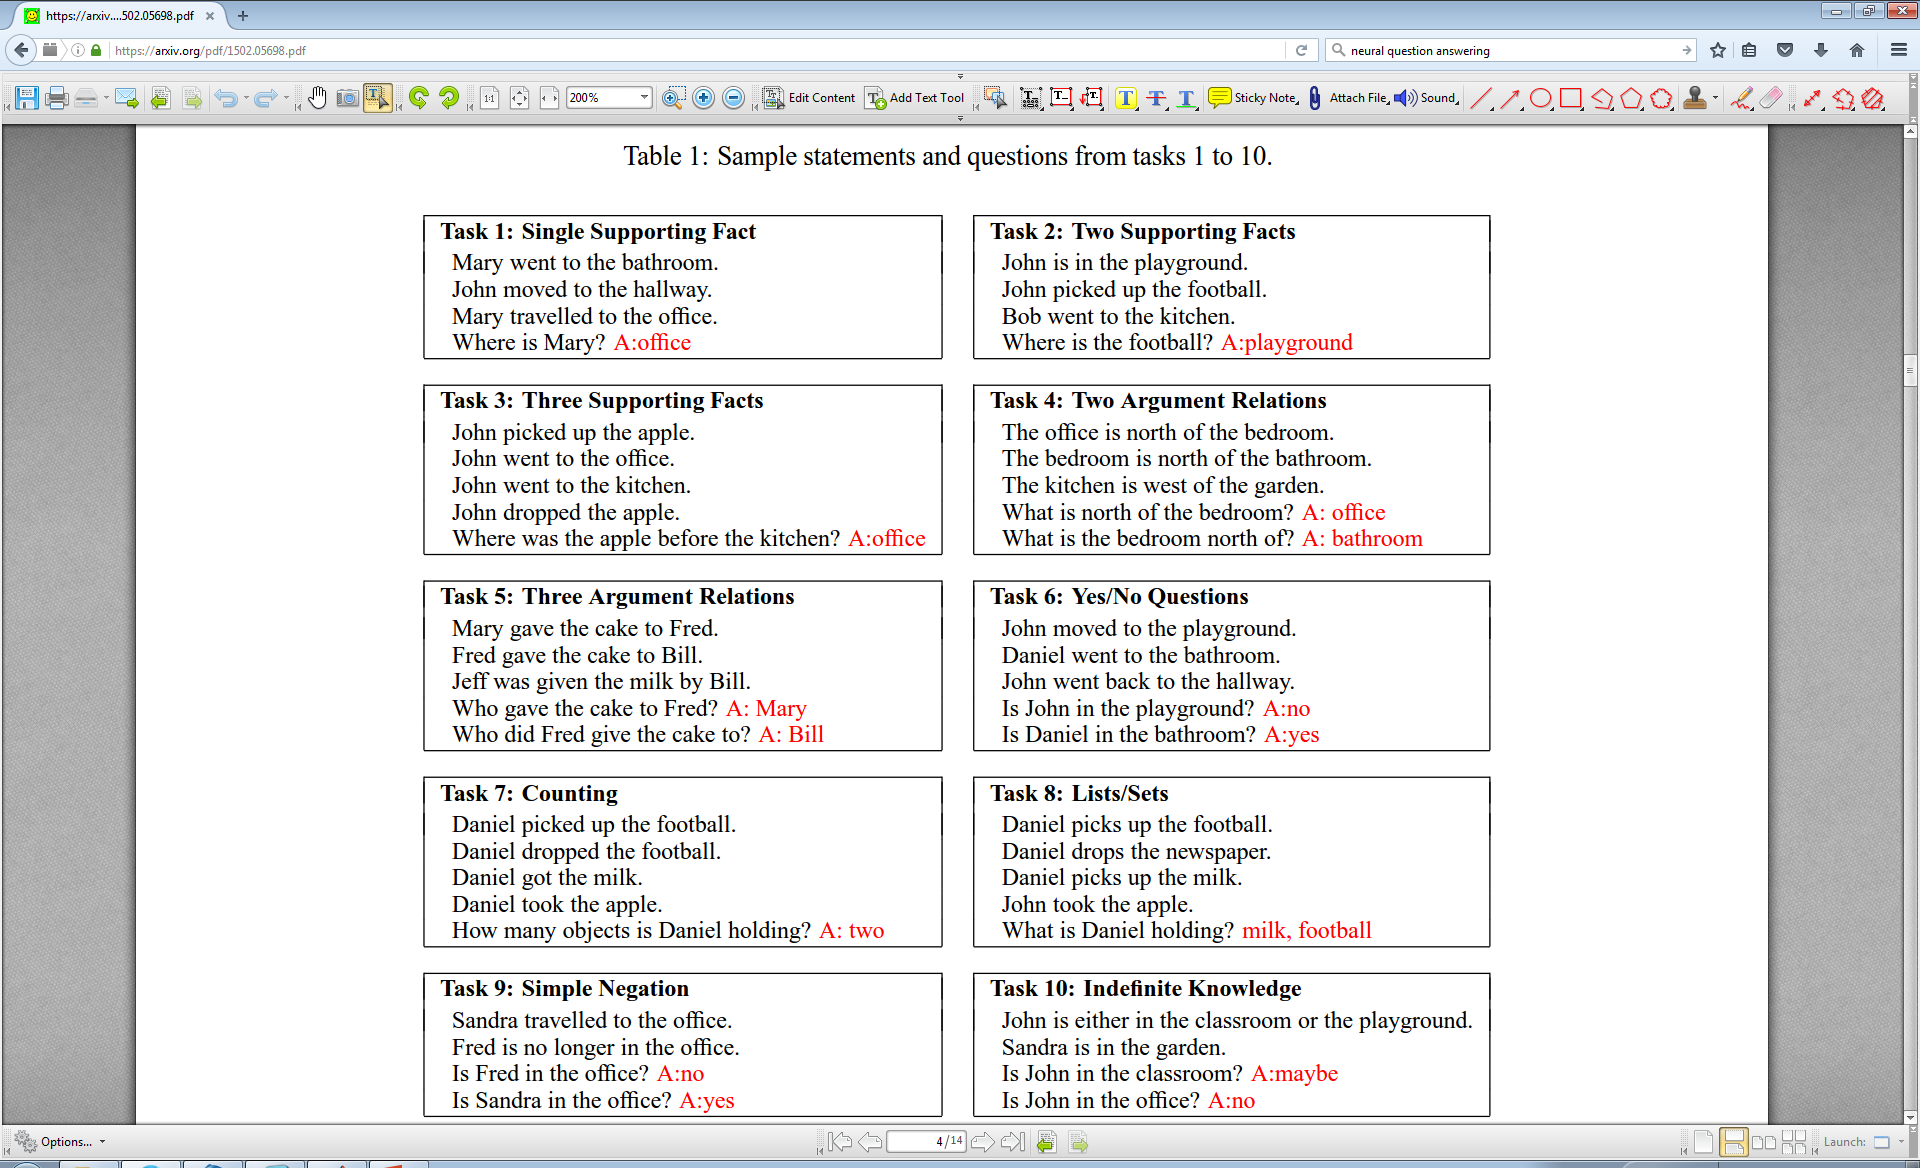 https://arxiv....502.05698.pdf
https://arxiv.org/pdf/1502.05698.pdf
neural question answering
1:1
200%
Edit Content
Add Text Tool
Sticky Note,
Attach File,
Sound,
Table 1: Sample statements and questions from tasks 1 to 10.
Task 1: Single Supporting Fact
Mary went to the bathroom.
John moved to the hallway.
Mary travelled to the office.
Where is Mary? A:office
Task 2: Two Supporting Facts
John is in the playground.
John picked up the football.
Bob went to the kitchen.
Where is the football? A:playground
Task 3: Three Supporting Facts
John picked up the apple.
John went to the office.
John went to the kitchen.
John dropped the apple.
Where was the apple before the kitchen? A:office
Task 4: Two Argument Relations
The office is north of the bedroom.
The bedroom is north of the bathroom.
The kitchen is west of the garden.
What is north of the bedroom? A: office
What is the bedroom north of? A: bathroom
Task 5: Three Argument Relations
Mary gave the cake to Fred.
Fred gave the cake to Bill.
Jeff was given the milk by Bill.
Who gave the cake to Fred? A: Mary
Who did Fred give the cake to? A: Bill
Task 6: Yes/No Questions
John moved to the playground.
Daniel went to the bathroom.
John went back to the hallway.
Is John in the playground? A:no
Is Daniel in the bathroom? A:yes
Task 7: Counting
Daniel picked up the football.
Daniel dropped the football.
Daniel got the milk.
Daniel took the apple.
How many objects is Daniel holding? A: two
Task 8: Lists/Sets
Daniel picks up the football.
Daniel drops the newspaper.
Daniel picks up the milk.
John took the apple.
What is Daniel holding? milk, football
Task 9: Simple Negation
Sandra travelled to the office.
Fred is no longer in the office.
Is Fred in the office? A:no
Is Sandra in the office? A:yes
Task 10: Indefinite Knowledge
John is either in the classroom or the playground.
Sandra is in the garden.
Is John in the classroom? A:maybe
Is John in the office? A:no
Options...
4 /14
Launch: